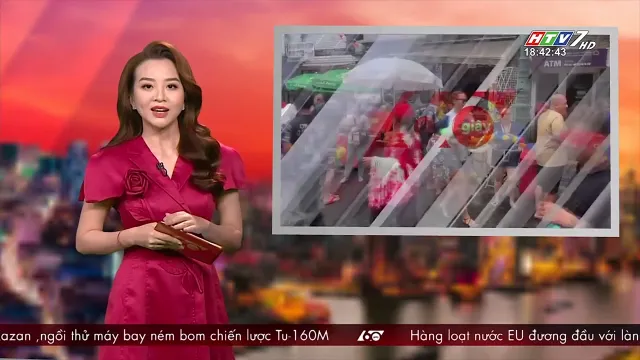 HTV7 HD
18:42:43
ATM
giây
azan ,ngồi thử máy bay ném bom chiến lược Tu-160M
60
Hàng loạt nước EU đương đầu với làn